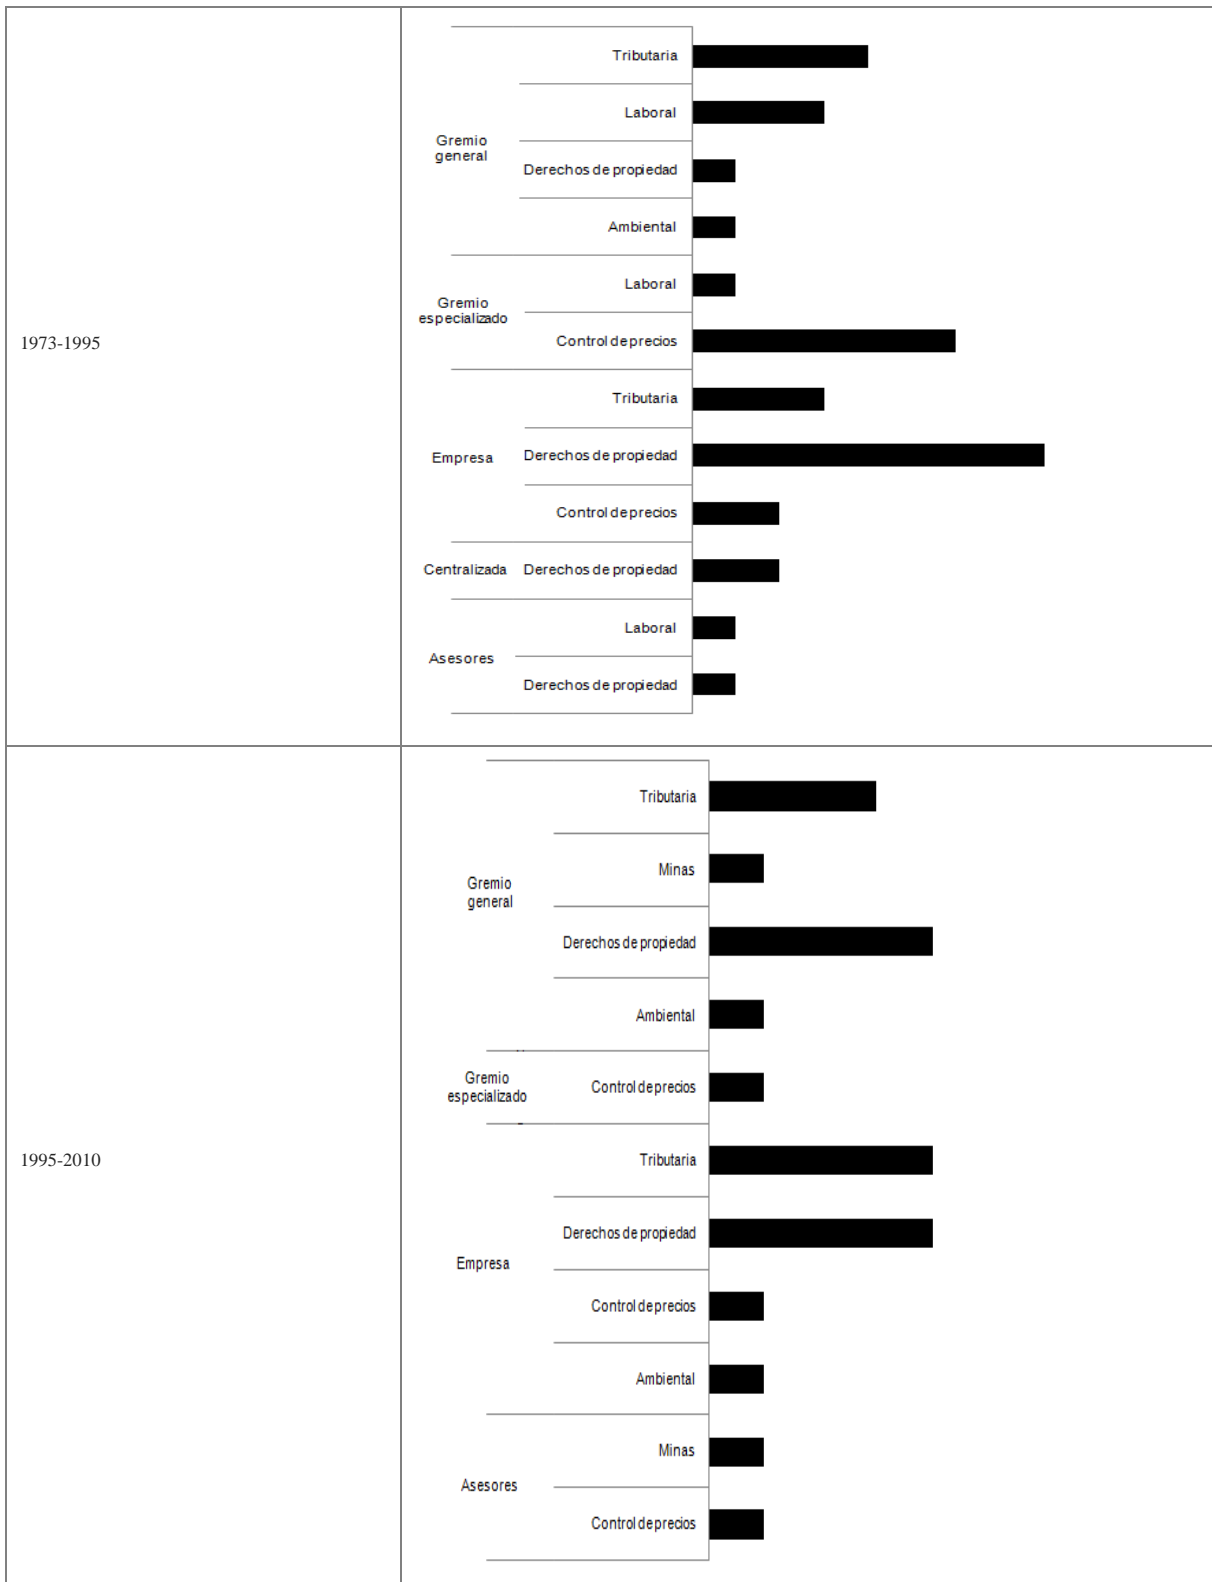 1973-1995
Gremio
general
Tributaria
Laboral
Derechos de propiedad
Ambiental
Gremio
especializado
Laboral
Control de precios
Empresa
Tributaria
Derechos de propiedad
Control de precios
Centralizada
Derechos de propiedad
Asesores
Laboral
Derechos de propiedad
1995-2010
Gremio
general
Tributaria
Minas
Derechos de propiedad
Ambiental
Gremio
especializado
Control de precios
Empresa
Tributaria
Derechos de propiedad
Control de precios
Ambiental
Asesores
Minas
Control de precios